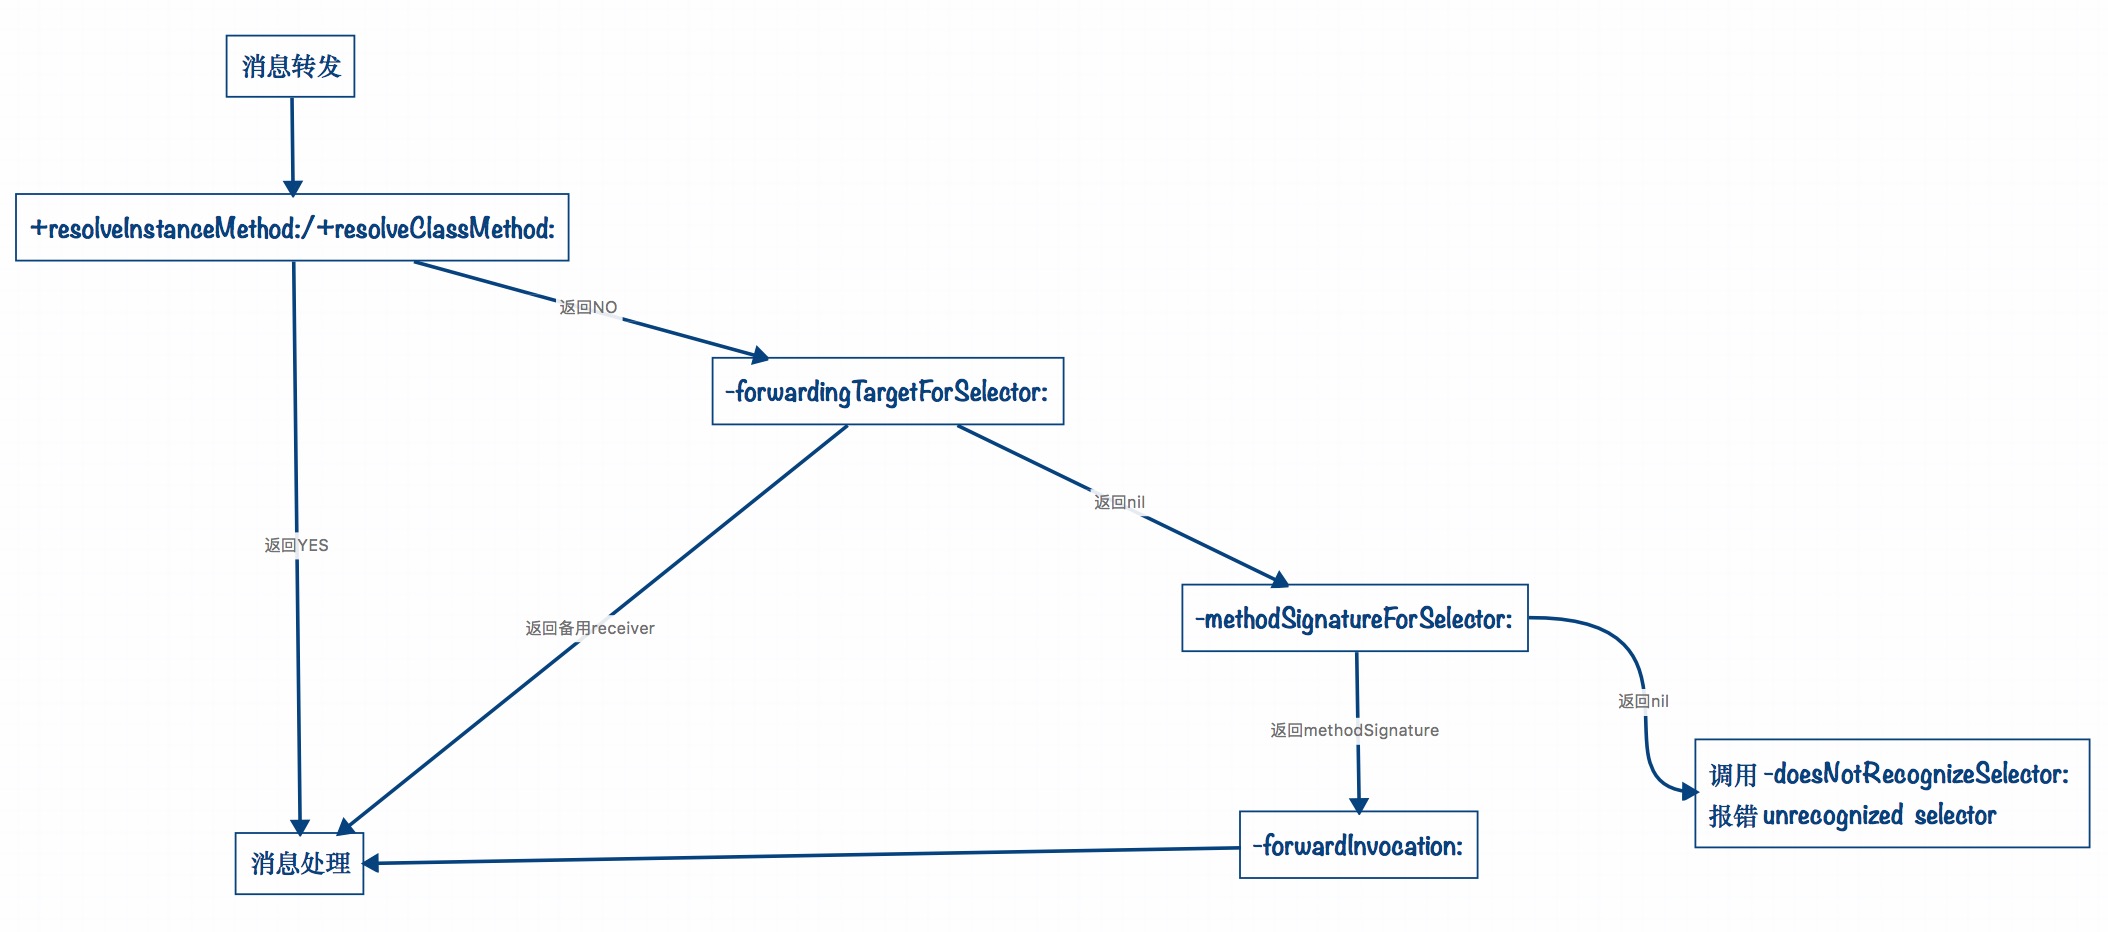 消息转发
+resolveInstanceMethod:/+resolveClassMethod:
返回NO
-forwardingTargetForSelector:
返回nil
返回YES
返回备用receiver
-methodSignatureForSelector:
返回nil
返回methodSignature
调用 -doesNotRecognizeSelector:
报错 unrecognized selector
-forwardInvocation:
消息处理